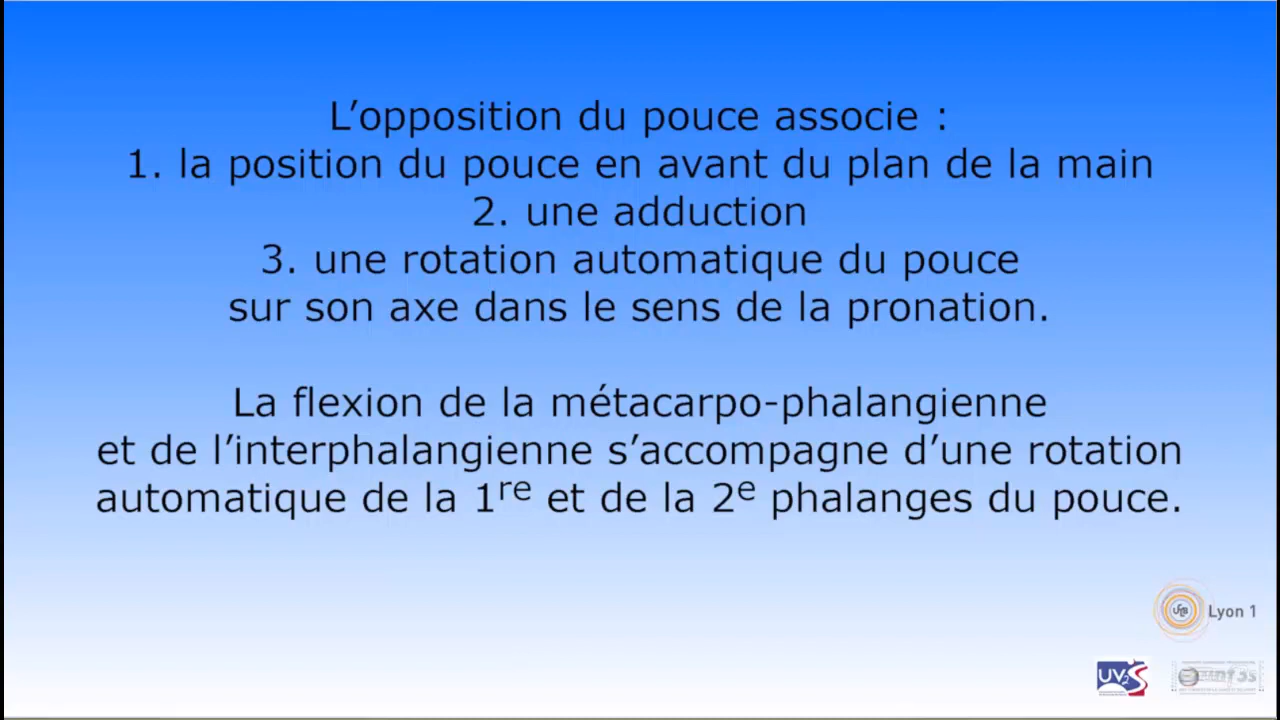 L’opposition du pouce associe :
1. la position du pouce en avant du plan de la main
2. une adduction
3. une rotation automatique du pouce
sur son axe dans le sens de la pronation.
La flexion de la métacarpo-phalangienne
et de l’interphalangienne s’accompagne d’une rotation
automatique de la 1re et de la 2e phalanges du pouce.
Lyon 1
UV2S
unf3s